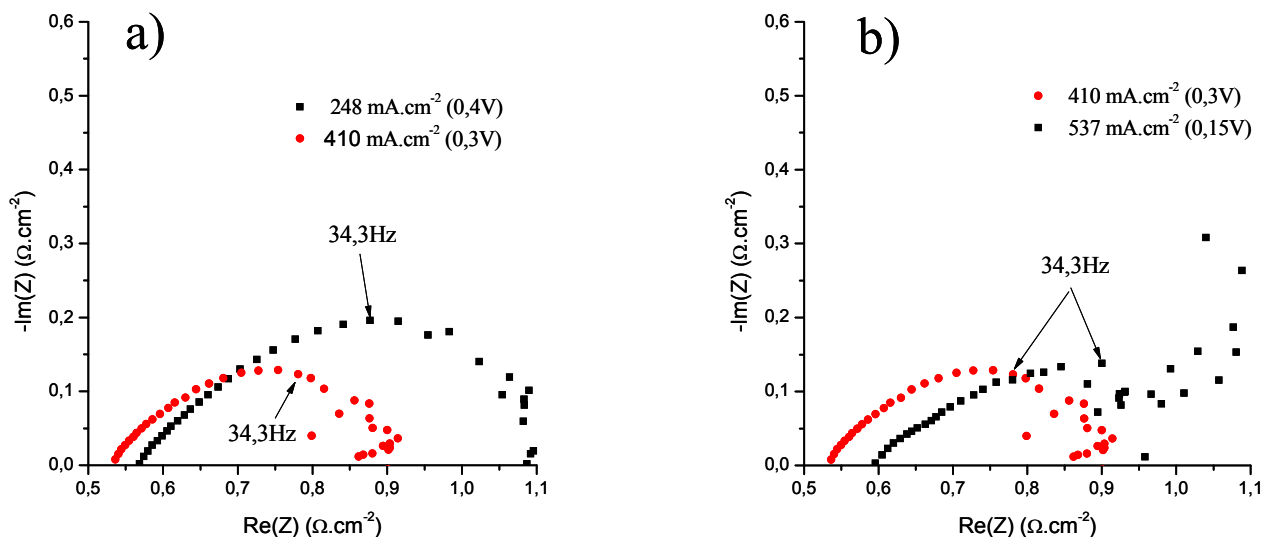 a)
0,6
0,5
0,4
0,3
0,2
0,1
0,0
-Im(Z) (Ω.cm⁻²)
248 mA.cm⁻² (0,4V)
410 mA.cm⁻² (0,3V)
34,3Hz
34,3Hz
0,5 0,6 0,7 0,8 0,9 1,0 1,1
Re(Z) (Ω.cm⁻²)
b)
0,6
0,5
0,4
0,3
0,2
0,1
0,0
-Im(Z) (Ω.cm⁻²)
410 mA.cm⁻² (0,3V)
537 mA.cm⁻² (0,15V)
34,3Hz
0,5 0,6 0,7 0,8 0,9 1,0 1,1
Re(Z) (Ω.cm⁻²)